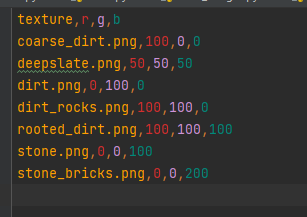 texture,r,g,b
coarse_dirt.png,100,0,0
deepslate.png,50,50,50
dirt.png,0,100,0
dirt_rocks.png,100,100,0
rooted_dirt.png,100,100,100
stone.png,0,0,100
stone_bricks.png,0,0,200